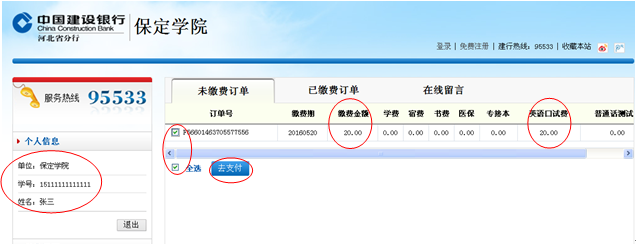 中国建设银行
China Construction Bank
河北省分行
保定学院
登录 | 免费注册 | 建行热线：95533 | 收藏本站
服务热线 95533
个人信息
单位：保定学院
学号：15111111111111
姓名：张三
退出
未缴费订单 已缴费订单 在线留言
订单号 缴费期 缴费金额 学费 宿费 书费 医保 专接本 英语口试费 普通话测试
20160520 20.00 0.00 0.00 0.00 0.00 0.00 20.00 0.00
全选 去支付